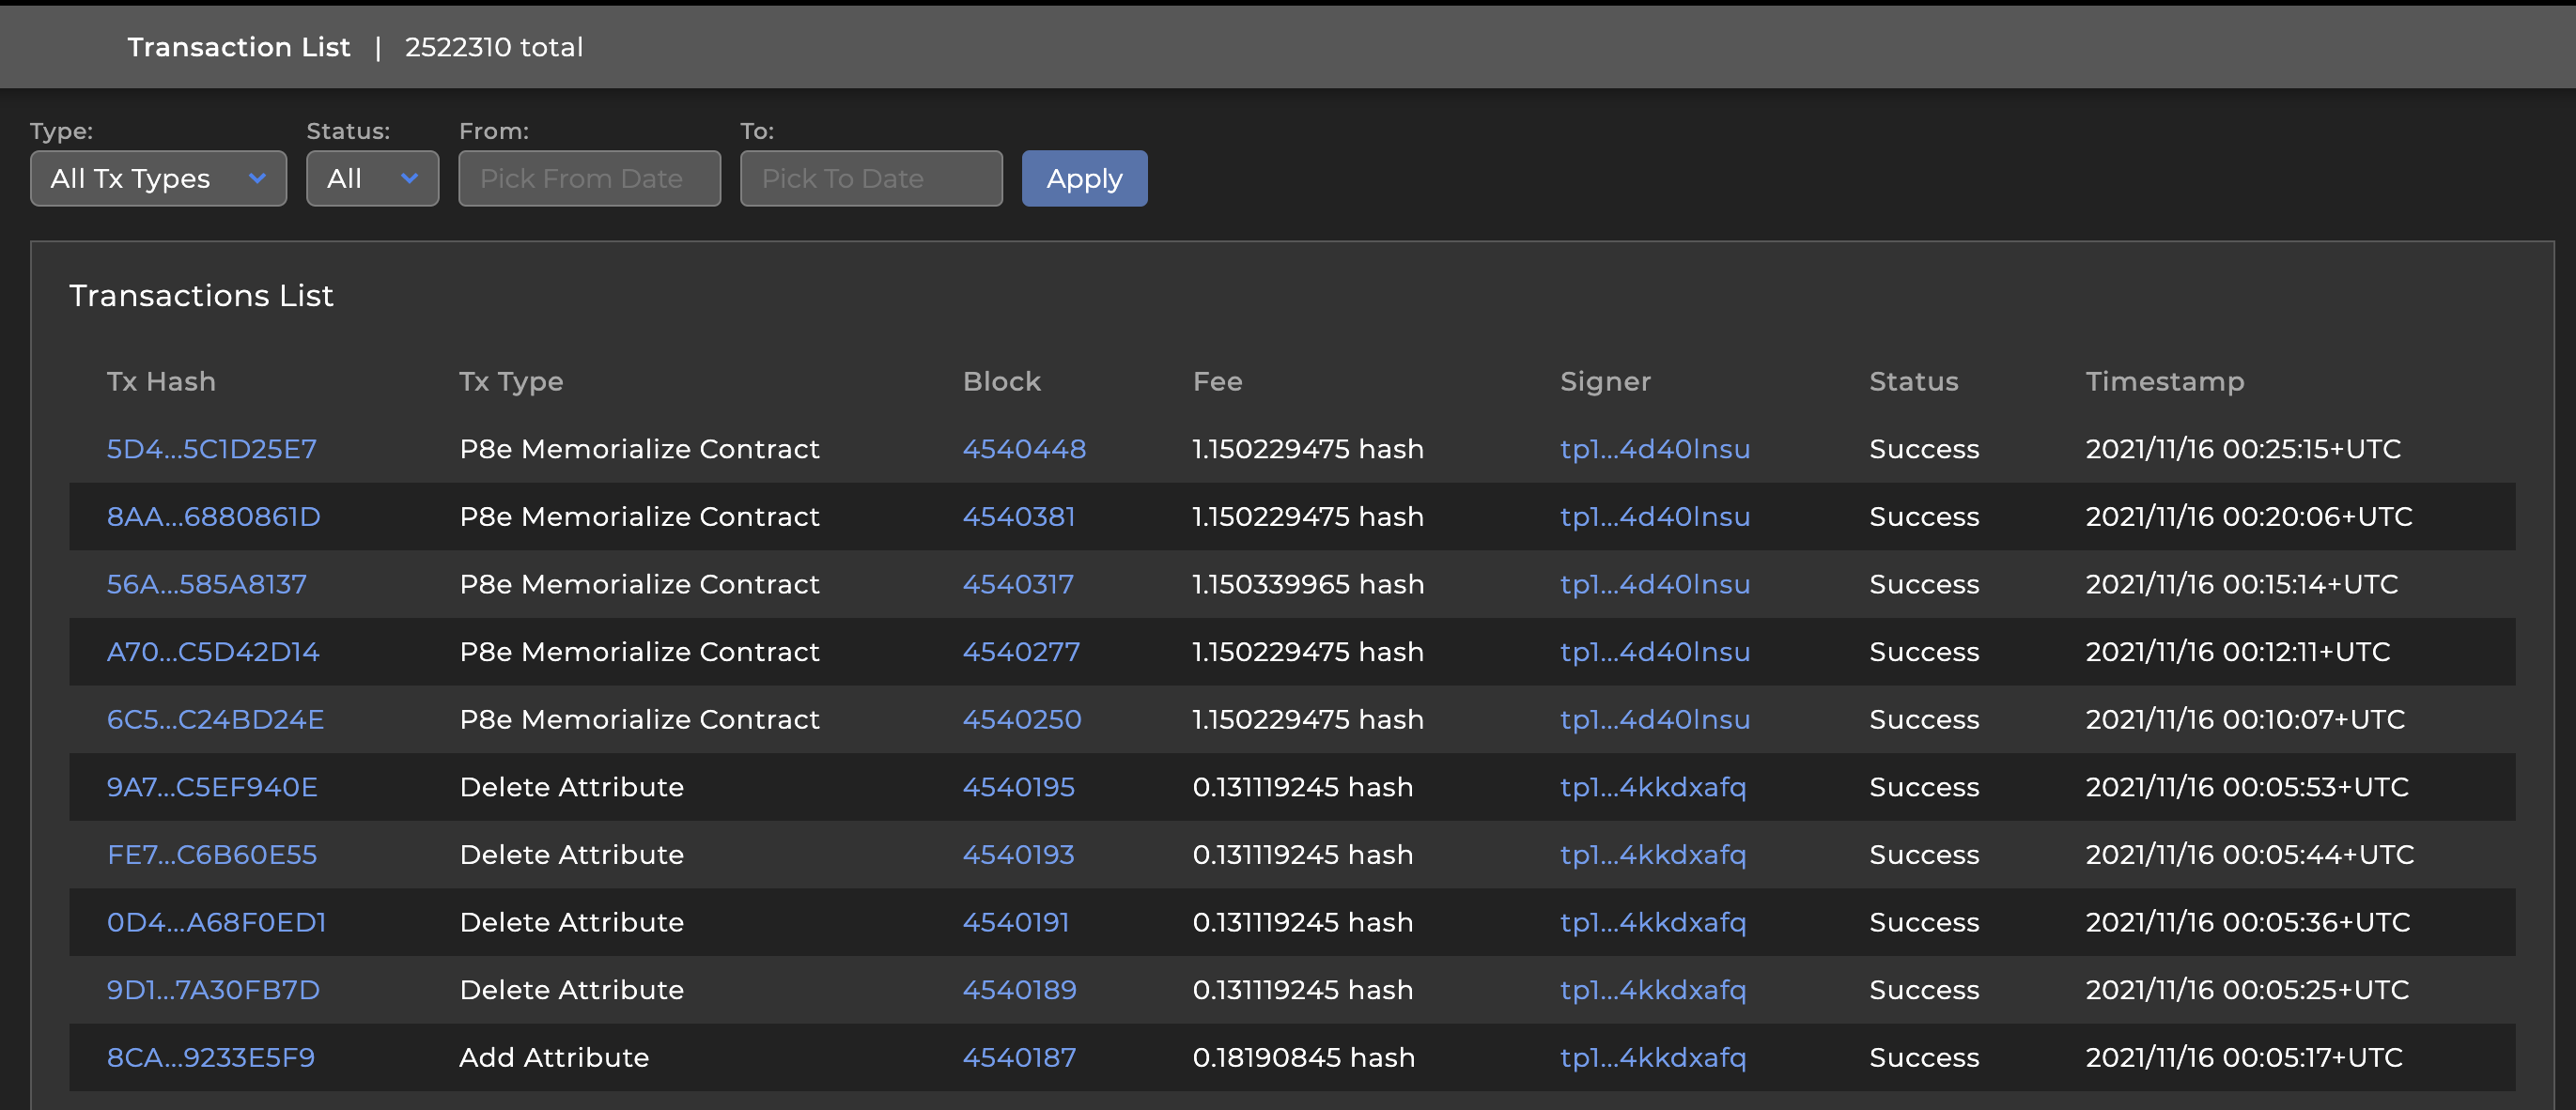 Transaction List | 2522310 total
Type: Status: From: To:
All Tx Types All Pick From Date Pick To Date Apply
Transactions List
Tx Hash Tx Type Block Fee Signer Status Timestamp
5D4...5C1D25E7 P8e Memorialize Contract 4540448 1.150229475 hash tp1...4d40lnsu Success 2021/11/16 00:25:15+UTC
8AA...6880861D P8e Memorialize Contract 4540381 1.150229475 hash tp1...4d40lnsu Success 2021/11/16 00:20:06+UTC
56A...585A8137 P8e Memorialize Contract 4540317 1.150339965 hash tp1...4d40lnsu Success 2021/11/16 00:15:14+UTC
A70...C5D42D14 P8e Memorialize Contract 4540277 1.150229475 hash tp1...4d40lnsu Success 2021/11/16 00:12:11+UTC
6C5...C24BD24E P8e Memorialize Contract 4540250 1.150229475 hash tp1...4d40lnsu Success 2021/11/16 00:10:07+UTC
9A7...C5EF940E Delete Attribute 4540195 0.131119245 hash tp1...4kkdxafq Success 2021/11/16 00:05:53+UTC
FE7...C6B60E55 Delete Attribute 4540193 0.131119245 hash tp1...4kkdxafq Success 2021/11/16 00:05:44+UTC
0D4...A68F0ED1 Delete Attribute 4540191 0.131119245 hash tp1...4kkdxafq Success 2021/11/16 00:05:36+UTC
9D1...7A30FB7D Delete Attribute 4540189 0.131119245 hash tp1...4kkdxafq Success 2021/11/16 00:05:25+UTC
8CA...9233E5F9 Add Attribute 4540187 0.18190845 hash tp1...4kkdxafq Success 2021/11/16 00:05:17+UTC